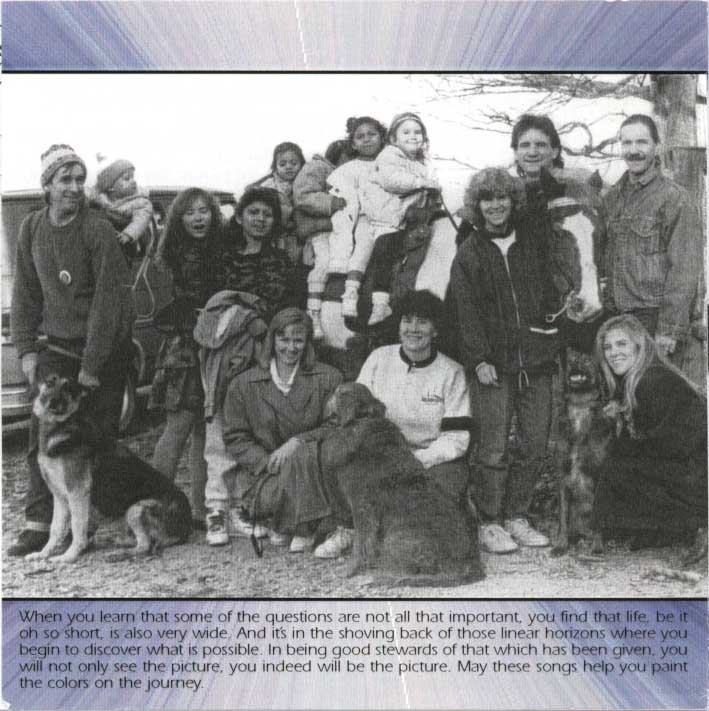 When you learn that some of the questions are not all that important, you find that life, be it
oh so short, is also very wide. And it's in the shoving back of those linear horizons where you
begin to discover what is possible. In being good stewards of that which has been given, you
will not only see the picture, you indeed will be the picture. May these songs help you paint
the colors on the journey.